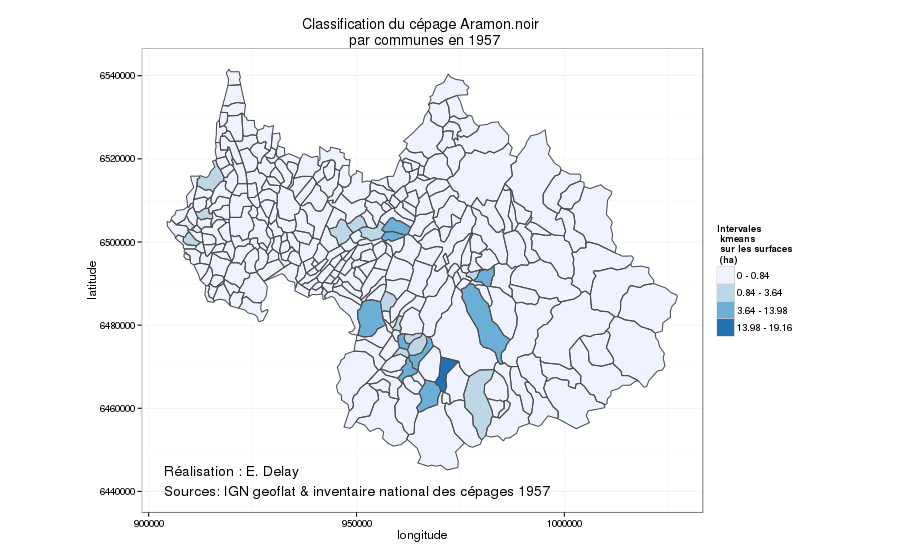 Classification du cépage Aramon.noir
par communes en 1957
6540000
6520000
6500000
6480000
6460000
6440000
latitude
900000
950000
1000000
longitude
Réalisation : E. Delay
Sources: IGN geoflat & inventaire national des cépages 1957
Intervales
kmeans
sur les surfaces
(ha)
0 - 0.84
0.84 - 3.64
3.64 - 13.98
13.98 - 19.16